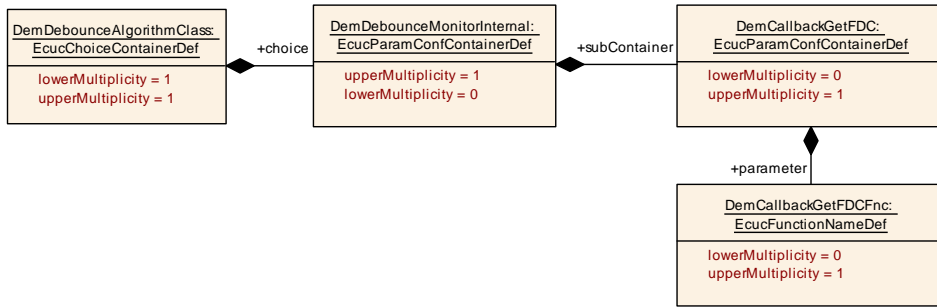 DemDebounceAlgorithmClass:
EcucChoiceContainerDef
lowerMultiplicity = 1
upperMultiplicity = 1
+choice
DemDebounceMonitorInternal:
EcucParamConfContainerDef
upperMultiplicity = 1
lowerMultiplicity = 0
+subContainer
DemCallbackGetFDC:
EcucParamConfContainerDef
lowerMultiplicity = 0
upperMultiplicity = 1
+parameter
DemCallbackGetFDCFnc:
EcucFunctionNameDef
lowerMultiplicity = 0
upperMultiplicity = 1